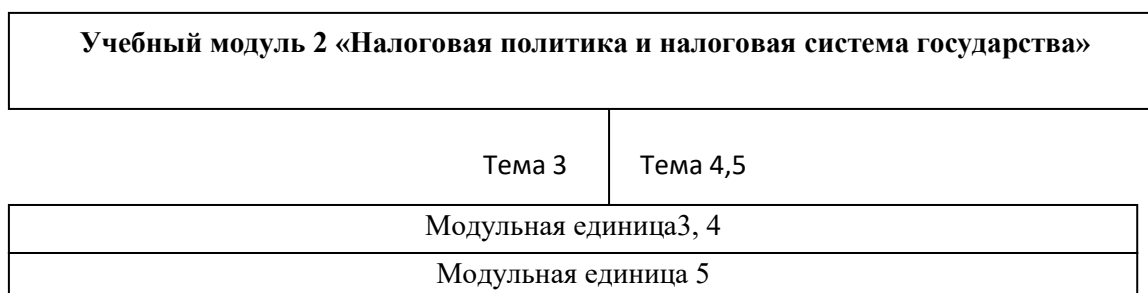 Учебный модуль 2 «Налоговая политика и налоговая система государства»
Тема 3 Тема 4,5
Модульная единица3, 4
Модульная единица 5